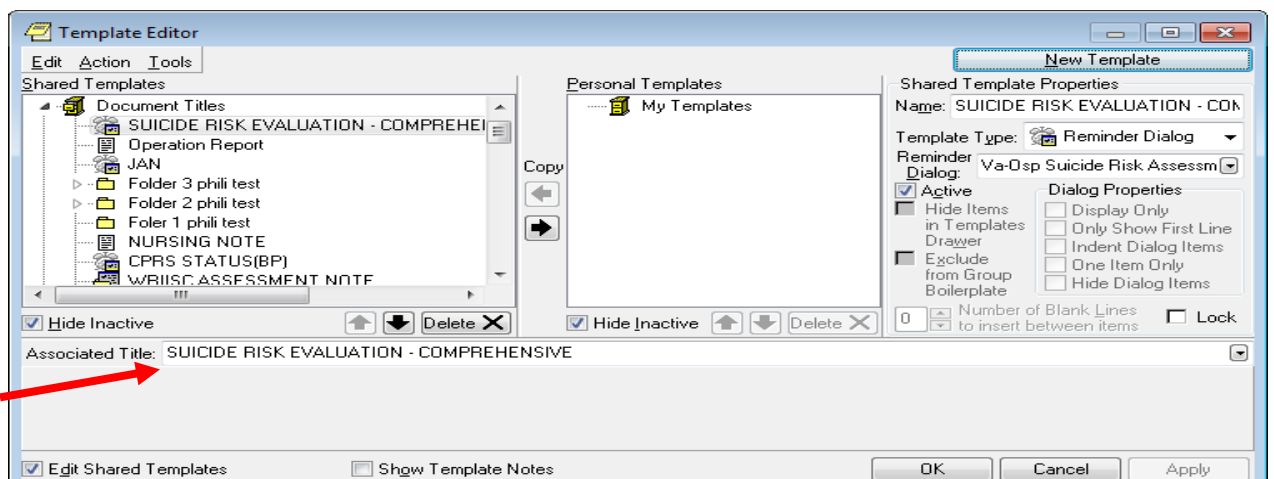 Template Editor
Edit Action Tools
New Template
Shared Templates
Document Titles
SUICIDE RISK EVALUATION - COMPREHEI
Operation Report
JAN
Folder 3 phili test
Folder 2 phili test
Foler 1 phili test
NURSING NOTE
CPRS STATUS(BP)
WRIISC ASSESSMENT NOTE
Hide Inactive
Delete
Copy
Personal Templates
My Templates
Hide Inactive
Delete
Shared Template Properties
Name: SUICIDE RISK EVALUATION - CON
Template Type: Reminder Dialog
Reminder
Dialog: Va-Osp Suicide Risk Assessm
Active
Hide Items
in Templates
Drawer
Exclude
from Group
Boilerplate
Dialog Properties
Display Only
Only Show First Line
Indent Dialog Items
One Item Only
Hide Dialog Items
0 Number of Blank Lines
to insert between items
Lock
Associated Title: SUICIDE RISK EVALUATION - COMPREHENSIVE
Edit Shared Templates
Show Template Notes
OK Cancel Apply